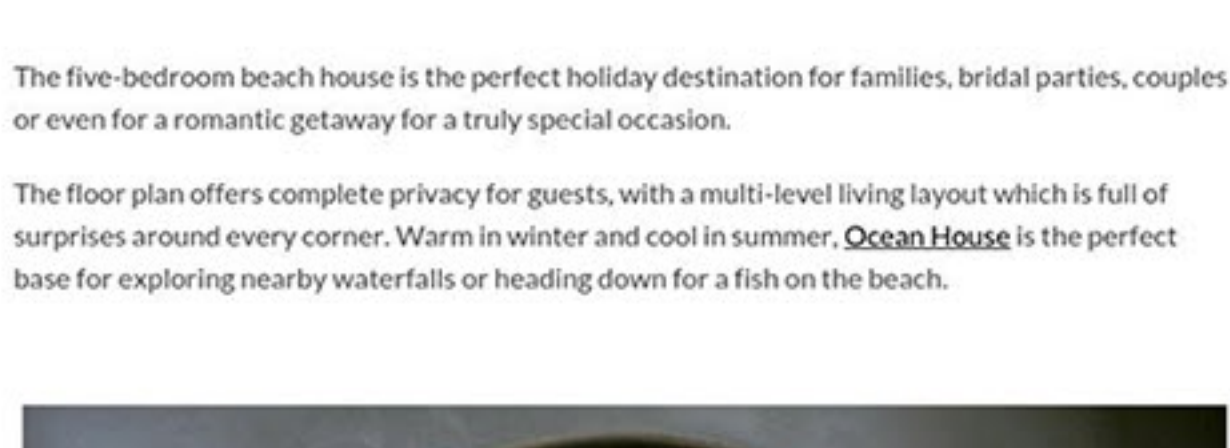 The five-bedroom beach house is the perfect holiday destination for families, bridal parties, couples
or even for a romantic getaway for a truly special occasion.
The floor plan offers complete privacy for guests, with a multi-level living layout which is full of
surprises around every corner. Warm in winter and cool in summer, Ocean House is the perfect
base for exploring nearby waterfalls or heading down for a fish on the beach.